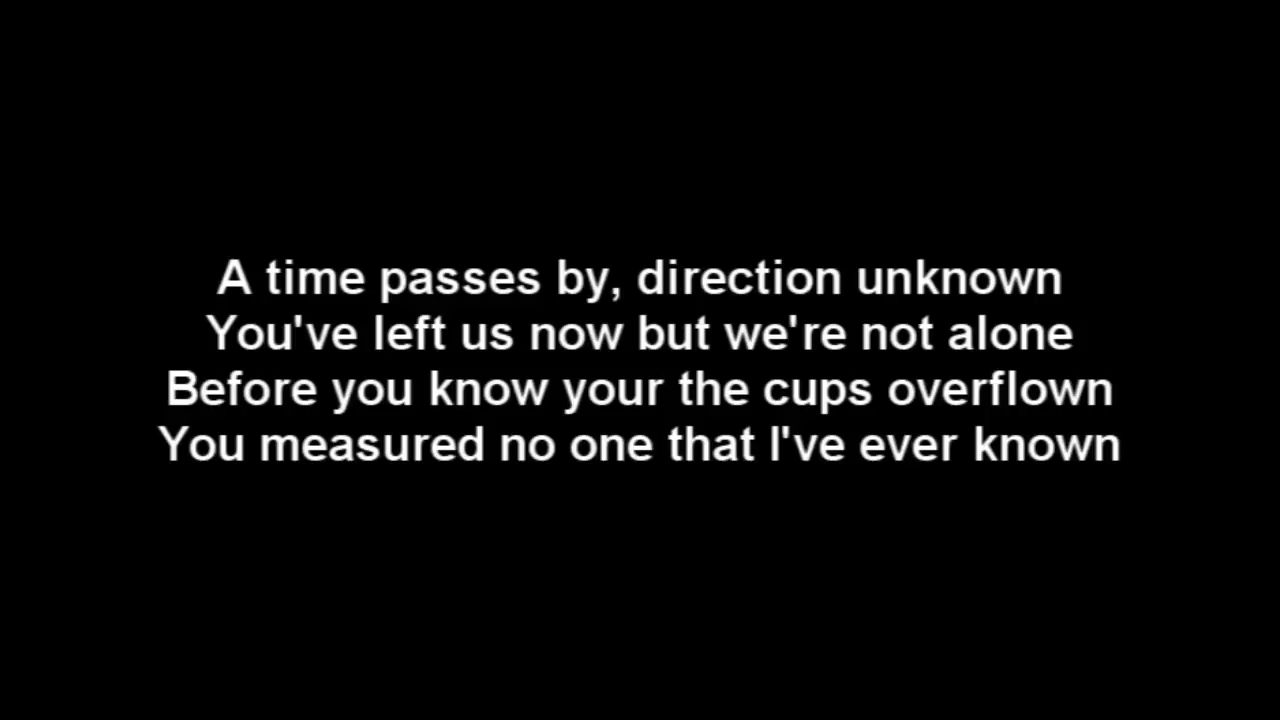 A time passes by, direction unknown
You've left us now but we're not alone
Before you know your the cups overflown
You measured no one that I've ever known